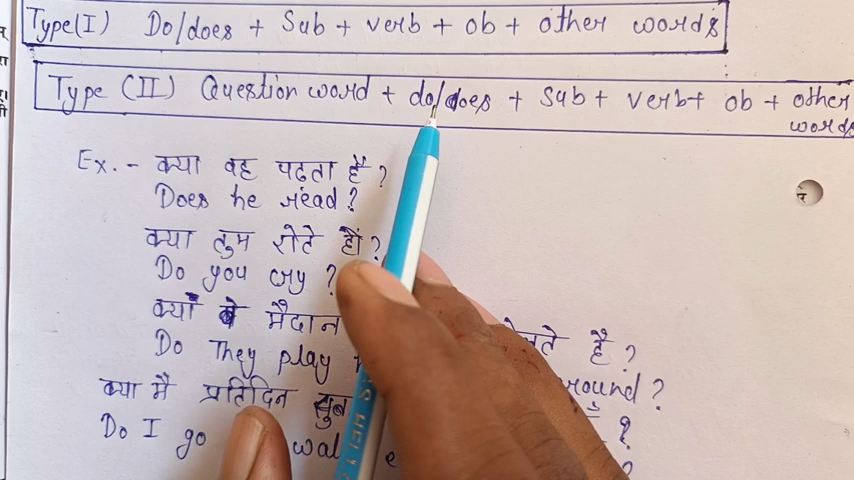 Type (I) Do/does + Sub + verb + ob + other words
Type (II) Question word + do/does + Sub + verb + ob + other words
Ex. - क्या वह पढ़ता है ?
Does he read ?
क्या तुम रोते हो ?
Do you cry ?
क्या वे मैदान है ?
Do They play round ?
क्या मै प्रतिदिन
Do I go